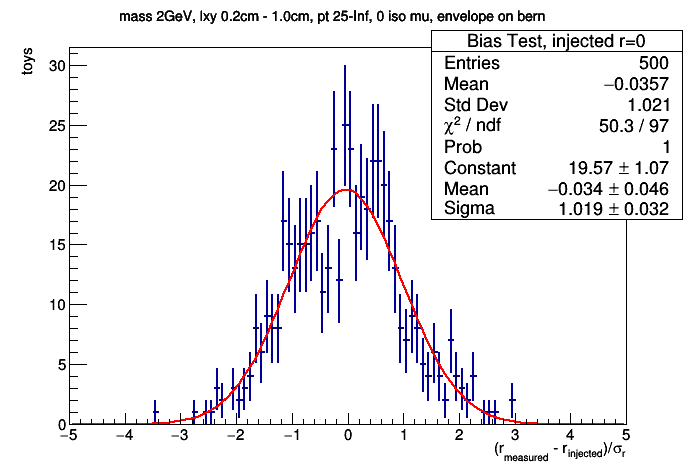 mass 2GeV, lxy 0.2cm - 1.0cm, pt 25-Inf, 0 iso mu, envelope on bern
Bias Test, injected r=0
Entries 500
Mean −0.0357
Std Dev 1.021
χ² / ndf 50.3 / 97
Prob 1
Constant 19.57 ± 1.07
Mean −0.034 ± 0.046
Sigma 1.019 ± 0.032
toys
30
25
20
15
10
5
0
−5 −4 −3 −2 −1 0 1 2 3 4 5
(r_measured - r_injected)/σ_r